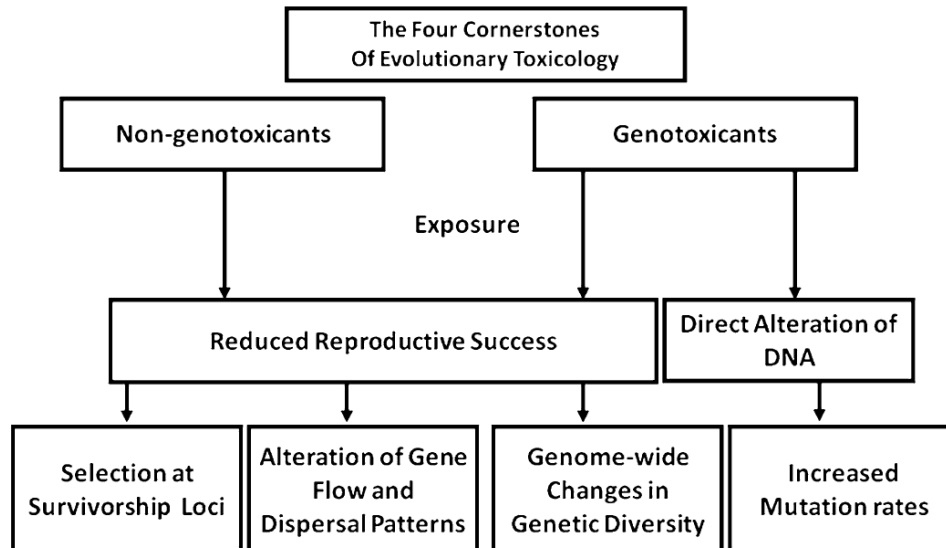 The Four Cornerstones
Of Evolutionary Toxicology
Non-genotoxicants
Genotoxicants
Exposure
Reduced Reproductive Success
Direct Alteration of
DNA
Selection at
Survivorship Loci
Alteration of Gene
Flow and
Dispersal Patterns
Genome-wide
Changes in
Genetic Diversity
Increased
Mutation rates